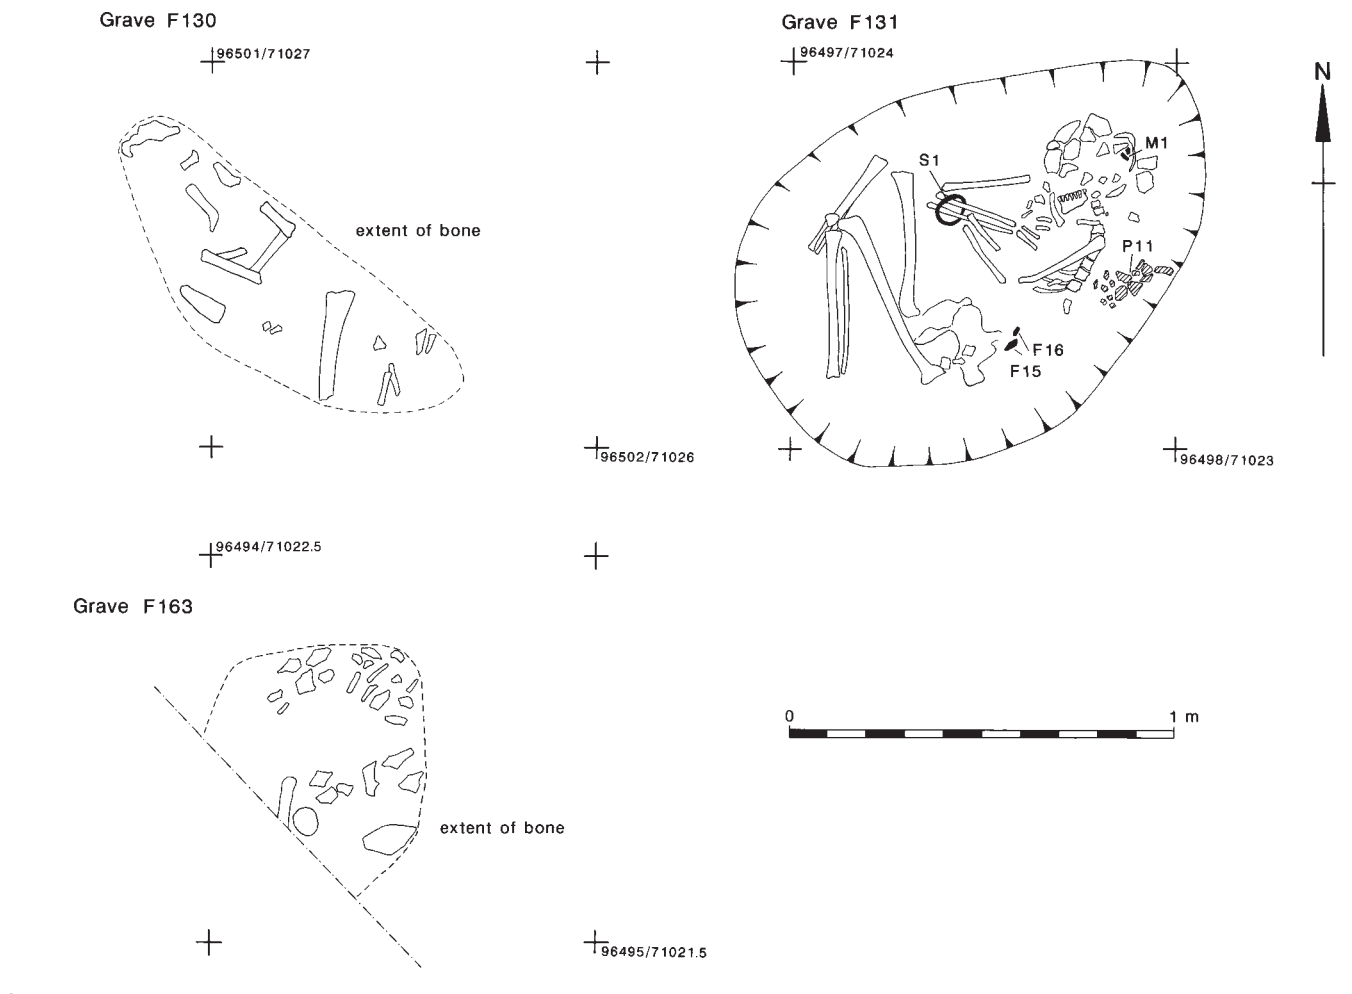 Grave F130
96501/71027
extent of bone
96502/71026
Grave F131
96497/71024
N
S1
M1
P11
F16
F15
96498/71023
96494/71022.5
Grave F163
extent of bone
96495/71021.5
0 1 m